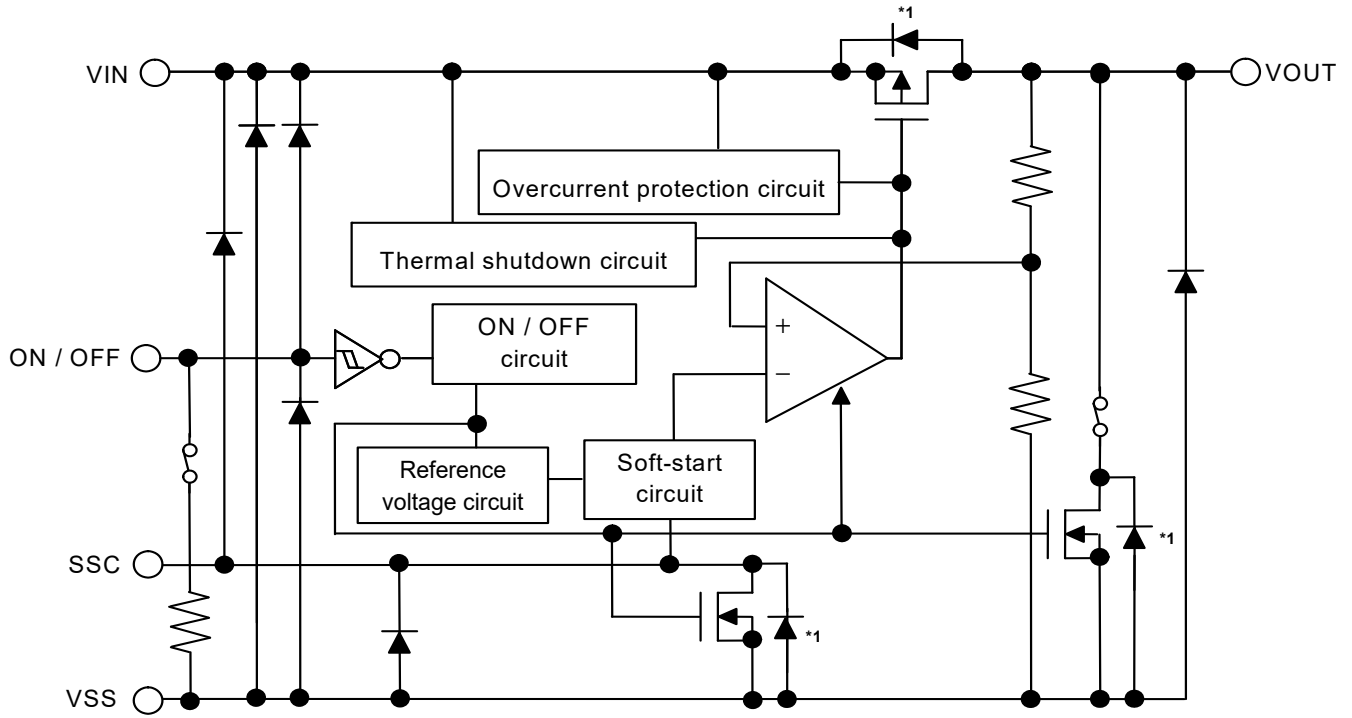 *1
VIN
VOUT
Overcurrent protection circuit
Thermal shutdown circuit
ON / OFF
circuit
+
−
ON / OFF
Reference
voltage circuit
Soft-start
circuit
*1
SSC
*1
VSS